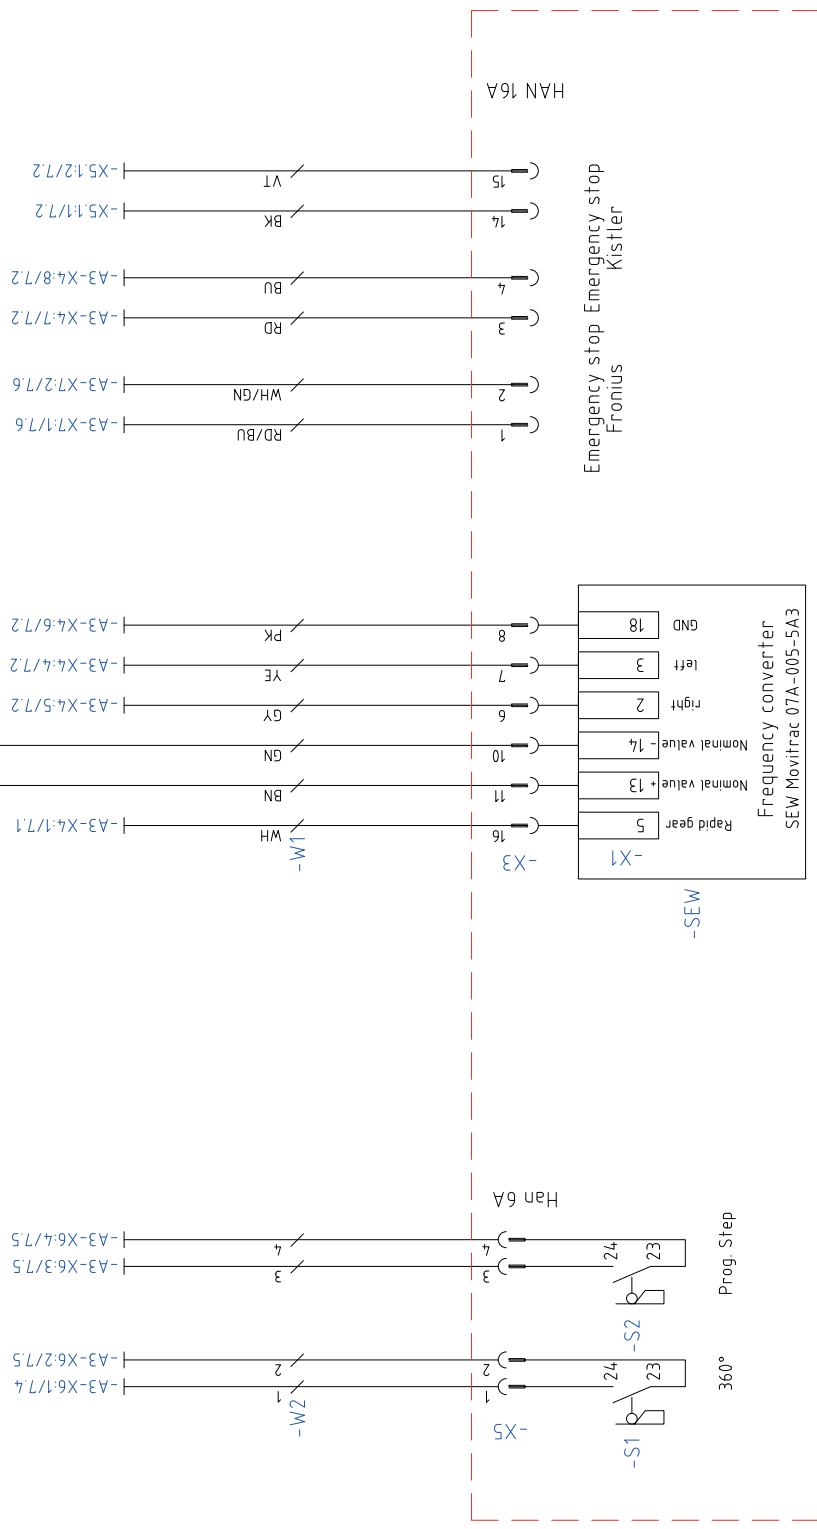 HAN 16A
-X5.1:2/7.2
VT
15
-X5.1:1/7.2
BK
14
Emergency stop
Kistler
-A3-X4:8/7.2
BU
4
-A3-X4:7/7.2
RD
3
-A3-X7:2/7.6
WH/GN
2
-A3-X7:1/7.6
RD/BU
1
Emergency stop
Fronius
-A3-X4:6/7.2
PK
8
18
GND
-A3-X4:4/7.2
YE
7
3
left
-A3-X4:5/7.2
GY
6
2
right
GN
10
14
Nominal value -
BN
11
13
Nominal value +
-A3-X4:1/7.1
WH
16
5
Rapid gear
-W1
-X3
-X1
Frequency converter
SEW Movitrac 07A-005-5A3
-SEW
Han 6A
-A3-X6:4/7.5
4
4
-A3-X6:3/7.5
3
3
24
23
Prog. Step
-S2
-A3-X6:2/7.5
2
2
-A3-X6:1/7.4
1
1
24
23
360°
-W2
-X5
-S1